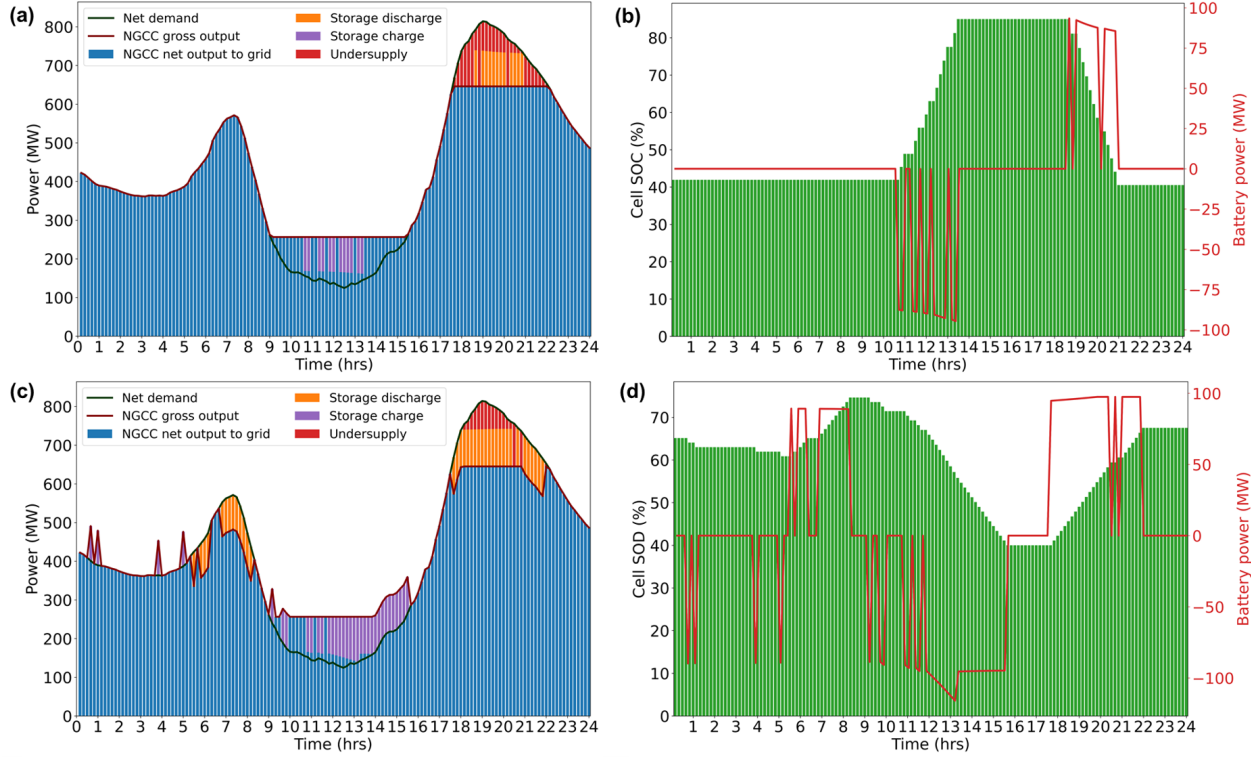 (a)
Net demand
NGCC gross output
NGCC net output to grid
Storage discharge
Storage charge
Undersupply
Power (MW)
800
700
600
500
400
300
200
100
0
0 1 2 3 4 5 6 7 8 9 10 11 12 13 14 15 16 17 18 19 20 21 22 23 24
Time (hrs)
(b)
Cell SOC (%)
80
70
60
50
40
30
20
10
0
Battery power (MW)
100
75
50
25
0
−25
−50
−75
−100
1 2 3 4 5 6 7 8 9 10 11 12 13 14 15 16 17 18 19 20 21 22 23 24
Time (hrs)
(c)
Net demand
NGCC gross output
NGCC net output to grid
Storage discharge
Storage charge
Undersupply
Power (MW)
800
700
600
500
400
300
200
100
0
0 1 2 3 4 5 6 7 8 9 10 11 12 13 14 15 16 17 18 19 20 21 22 23 24
Time (hrs)
(d)
Cell SOD (%)
70
60
50
40
30
20
10
0
Battery power (MW)
100
50
0
−50
−100
1 2 3 4 5 6 7 8 9 10 11 12 13 14 15 16 17 18 19 20 21 22 23 24
Time (hrs)